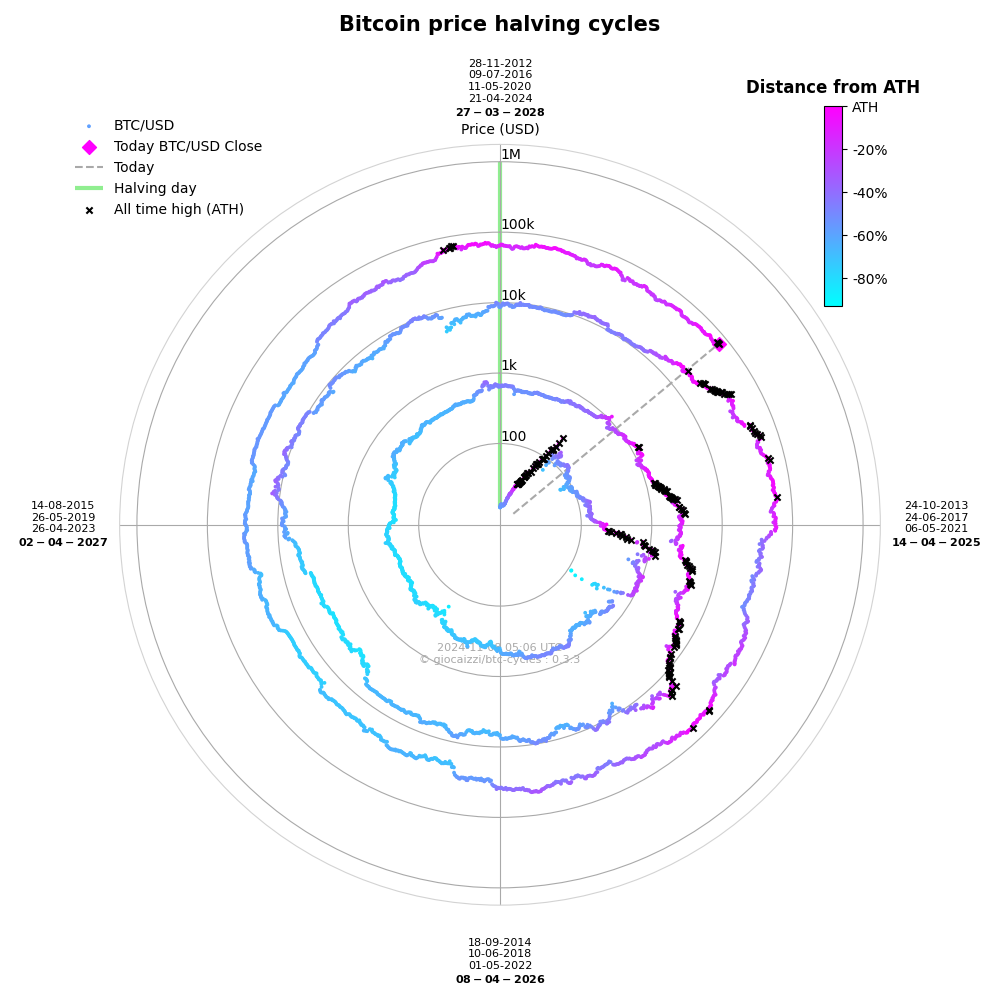 Bitcoin price halving cycles
28-11-2012
09-07-2016
11-05-2020
21-04-2024
27-03-2028
Price (USD)
Distance from ATH
ATH
-20%
-40%
-60%
-80%
BTC/USD
Today BTC/USD Close
Today
Halving day
All time high (ATH)
1M
100k
10k
1k
100
14-08-2015
26-05-2019
26-04-2023
02-04-2027
24-10-2013
24-06-2017
06-05-2021
14-04-2025
05:06 UTC
© giocaizzi/btc-cycles : 0.3.3
18-09-2014
10-06-2018
01-05-2022
08-04-2026